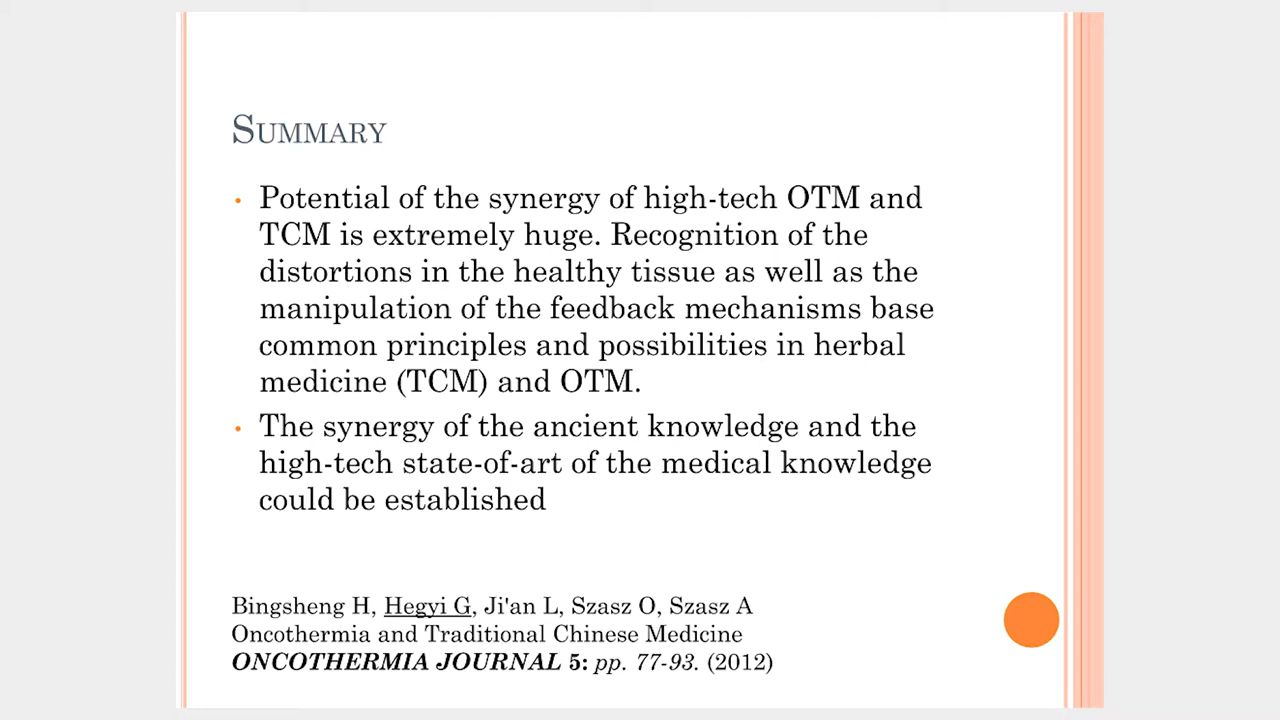 SUMMARY
• Potential of the synergy of high-tech OTM and
TCM is extremely huge. Recognition of the
distortions in the healthy tissue as well as the
manipulation of the feedback mechanisms base
common principles and possibilities in herbal
medicine (TCM) and OTM.
• The synergy of the ancient knowledge and the
high-tech state-of-art of the medical knowledge
could be established
Bingsheng H, Hegyi G, Ji'an L, Szasz O, Szasz A
Oncothermia and Traditional Chinese Medicine
ONCOTHERMIA JOURNAL 5: pp. 77-93. (2012)